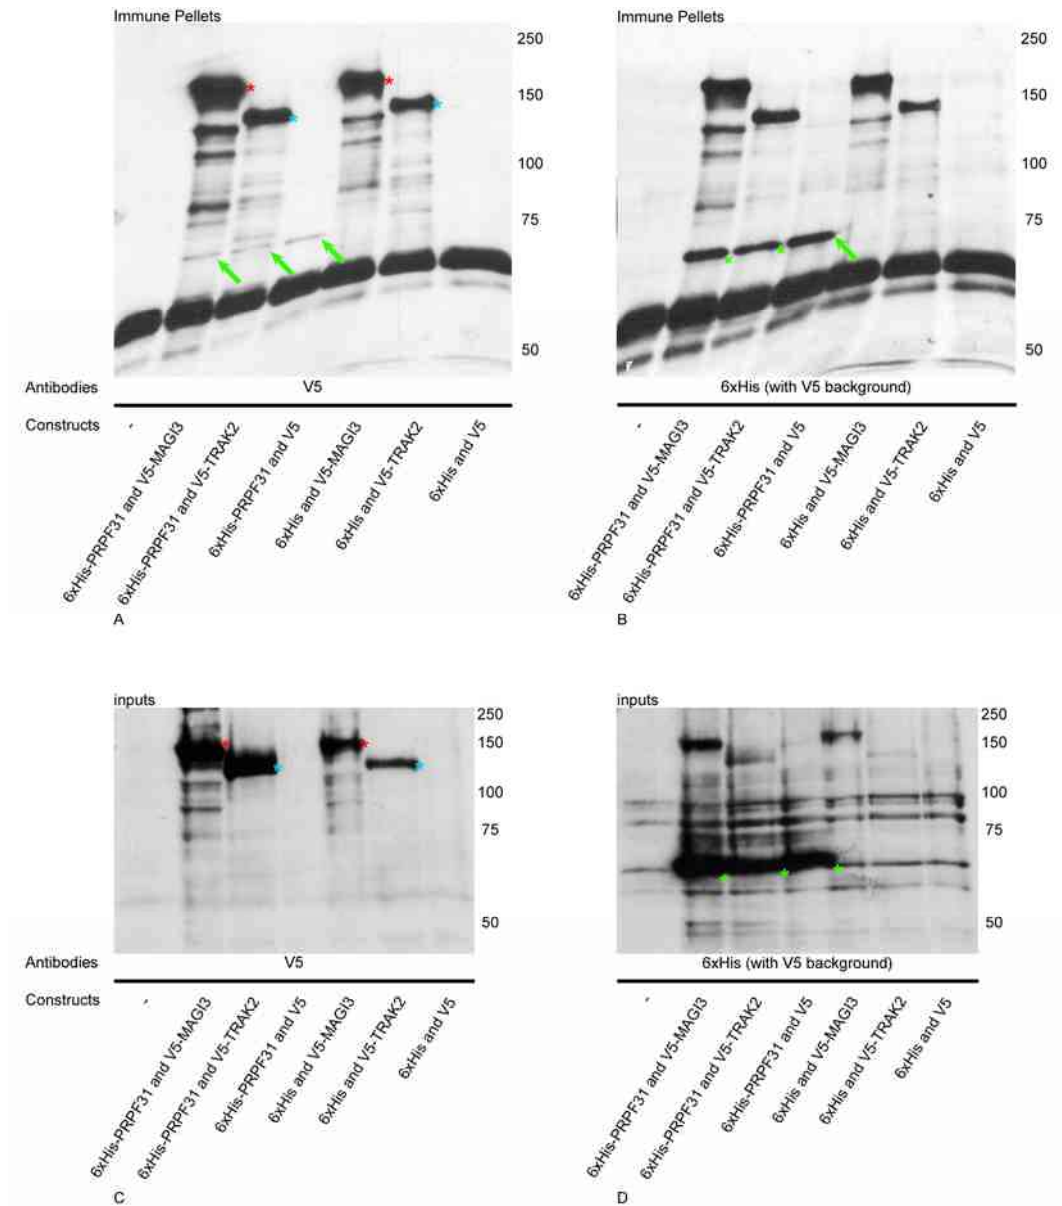 Immune Pellets
250
150
100
75
50
Antibodies
V5
Constructs
-
6xHis-PRPF31 and V5-MAGI3
6xHis-PRPF31 and V5-TRAK2
6xHis-PRPF31 and V5
6xHis and V5-MAGI3
6xHis and V5-TRAK2
6xHis and V5
A
Immune Pellets
250
150
100
75
50
6xHis (with V5 background)
-
6xHis-PRPF31 and V5-MAGI3
6xHis-PRPF31 and V5-TRAK2
6xHis-PRPF31 and V5
6xHis and V5-MAGI3
6xHis and V5-TRAK2
6xHis and V5
B
inputs
250
150
100
75
50
Antibodies
V5
Constructs
-
6xHis-PRPF31 and V5-MAGI3
6xHis-PRPF31 and V5-TRAK2
6xHis-PRPF31 and V5
6xHis and V5-MAGI3
6xHis and V5-TRAK2
6xHis and V5
C
inputs
250
150
100
75
50
6xHis (with V5 background)
-
6xHis-PRPF31 and V5-MAGI3
6xHis-PRPF31 and V5-TRAK2
6xHis-PRPF31 and V5
6xHis and V5-MAGI3
6xHis and V5-TRAK2
6xHis and V5
D